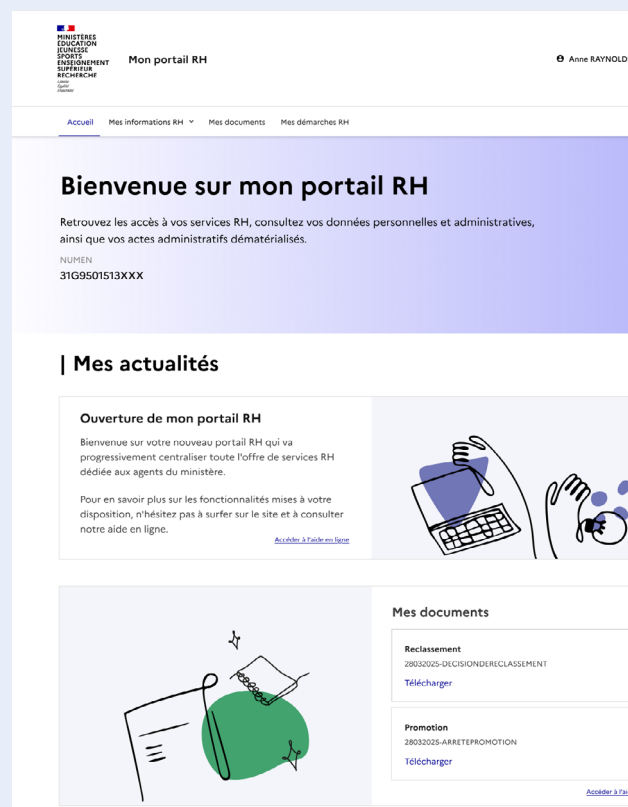 MINISTÈRES
ÉDUCATION
JEUNESSE
SPORTS
ENSEIGNEMENT
SUPÉRIEUR
RECHERCHE
Liberté
Égalité
Fraternité
Mon portail RH
Anne RAYNOLD
Accueil
Mes informations RH
Mes documents
Mes démarches RH
Bienvenue sur mon portail RH
Retrouvez les accès à vos services RH, consultez vos données personnelles et administratives,
ainsi que vos actes administratifs dématérialisés.
NUMEN
31G9501513XXX
| Mes actualités
Ouverture de mon portail RH
Bienvenue sur votre nouveau portail RH qui va
progressivement centraliser toute l'offre de services RH
dédiée aux agents du ministère.
Pour en savoir plus sur les fonctionnalités mises à votre
disposition, n'hésitez pas à surfer sur le site et à consulter
notre aide en ligne.
Accéder à l'aide en ligne
Mes documents
Reclassement
28032025-DECISIONDERECLASSEMENT
Télécharger
Promotion
28032025-ARRETEPROMOTION
Télécharger
Accéder à l'ai